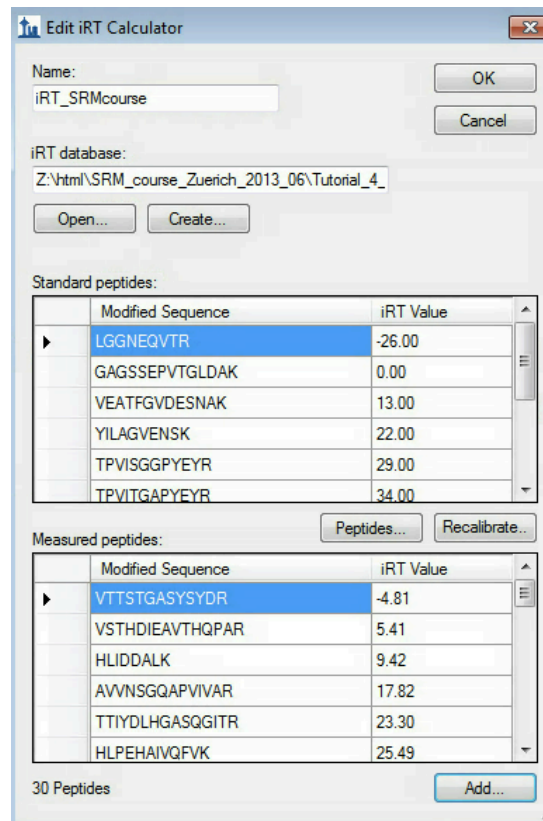 Edit iRT Calculator
Name:
iRT_SRMcourse
OK
Cancel
iRT database:
Z:\html\SRM_course_Zuerich_2013_06\Tutorial_4_
Open...
Create...
Standard peptides:
Modified Sequence iRT Value
LGGNEQVTR -26.00
GAGSSEPVTGLDAK 0.00
VEATFGVDESNAK 13.00
YILAGVENSK 22.00
TPVISGGPYEYR 29.00
TPVITGAPYEYR 34.00
Peptides...
Recalibrate..
Measured peptides:
Modified Sequence iRT Value
VTTSTGASYSYDR -4.81
VSTHDIEAVTHQPAR 5.41
HLIDDALK 9.42
AVVNSGQAPVIVAR 17.82
TTIYDLHGASQGITR 23.30
HLPEHAIVQFVK 25.49
30 Peptides
Add...